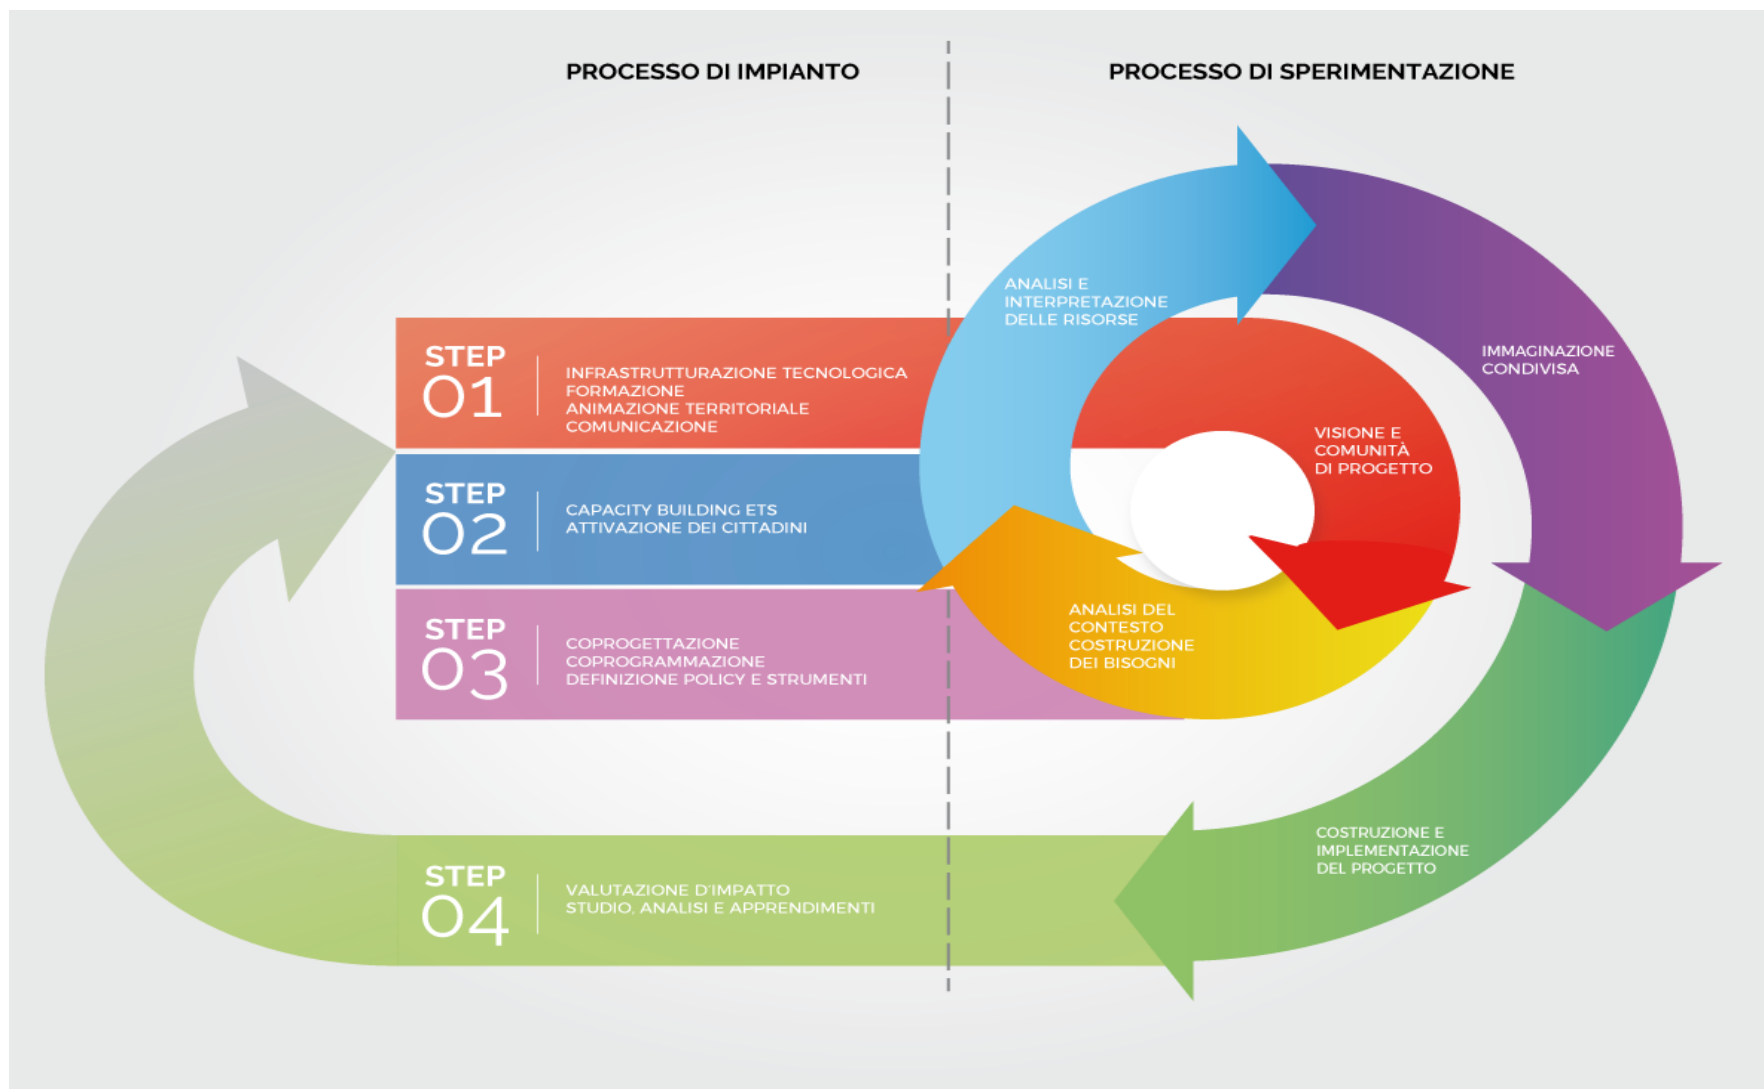 PROCESSO DI IMPIANTO
PROCESSO DI SPERIMENTAZIONE
STEP
01
INFRASTRUTTURAZIONE TECNOLOGICA
FORMAZIONE
ANIMAZIONE TERRITORIALE
COMUNICAZIONE
STEP
02
CAPACITY BUILDING ETS
ATTIVAZIONE DEI CITTADINI
STEP
03
COPROGETTAZIONE
COPROGRAMMAZIONE
DEFINIZIONE POLICY E STRUMENTI
STEP
04
VALUTAZIONE D'IMPATTO
STUDIO, ANALISI E APPRENDIMENTI
VISIONE E
COMUNITÀ
DI PROGETTO
ANALISI DEL
CONTESTO
COSTRUZIONE
DEI BISOGNI
ANALISI E
INTERPRETAZIONE
DELLE RISORSE
IMMAGINAZIONE
CONDIVISA
COSTRUZIONE E
IMPLEMENTAZIONE
DEL PROGETTO